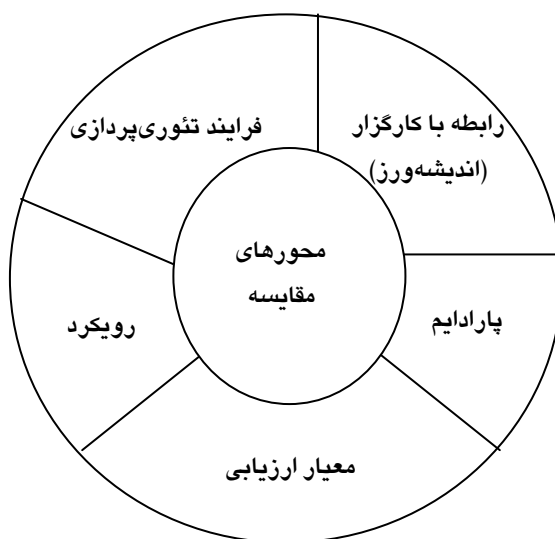 رابطه با کارگزار
(اندیشه‌ورز)
فرایند تئوری‌پردازی
محورهای
مقایسه
پارادایم
رویکرد
معیار ارزیابی